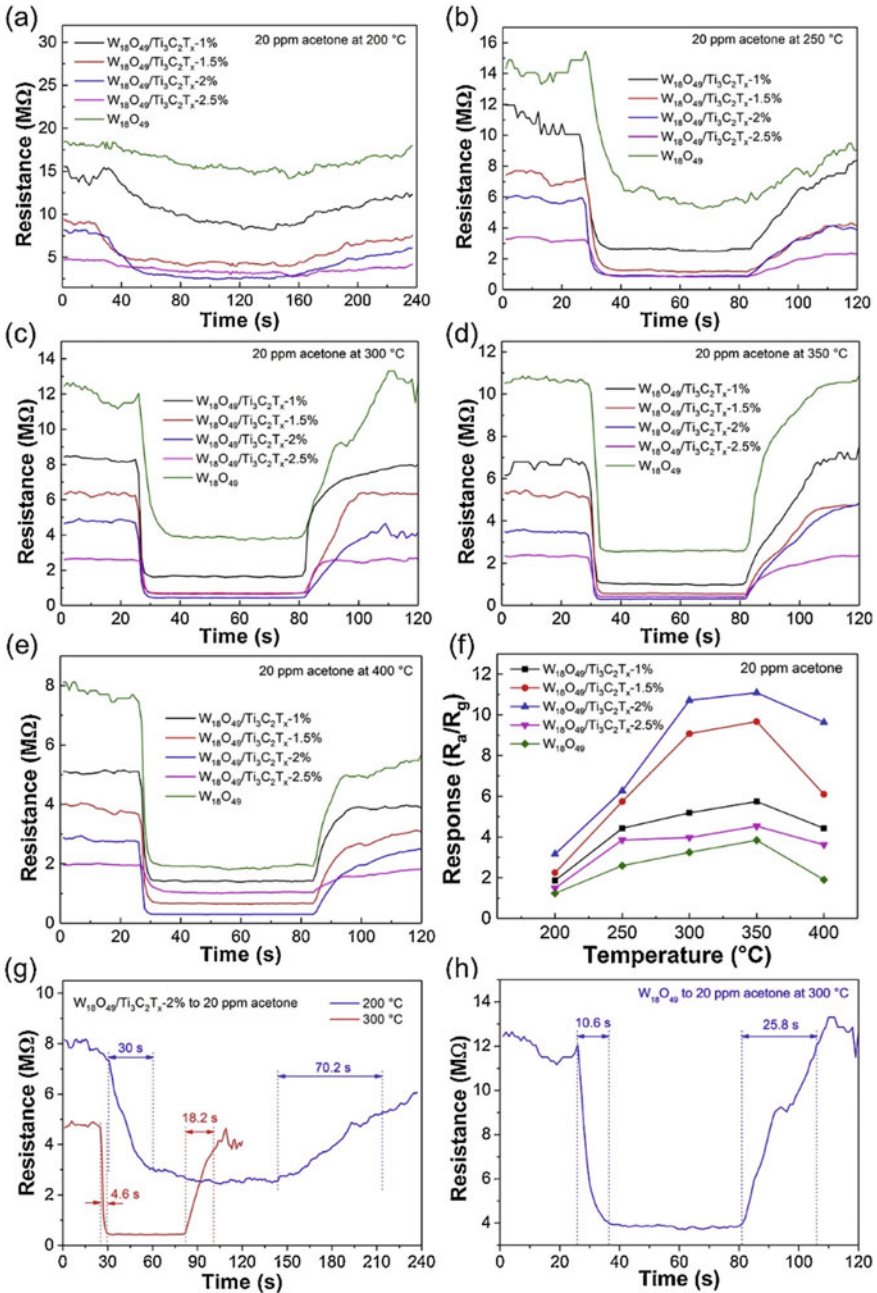 (a)
20 ppm acetone at 200 °C
W18O49/Ti3C2Tx-1%
W18O49/Ti3C2Tx-1.5%
W18O49/Ti3C2Tx-2%
W18O49/Ti3C2Tx-2.5%
W18O49
Resistance (MΩ)
30
25
20
15
10
5
0 40 80 120 160 200 240
Time (s)
(b)
20 ppm acetone at 250 °C
W18O49/Ti3C2Tx-1%
W18O49/Ti3C2Tx-1.5%
W18O49/Ti3C2Tx-2%
W18O49/Ti3C2Tx-2.5%
W18O49
Resistance (MΩ)
16
14
12
10
8
6
4
2
0
0 20 40 60 80 100 120
Time (s)
(c)
20 ppm acetone at 300 °C
W18O49/Ti3C2Tx-1%
W18O49/Ti3C2Tx-1.5%
W18O49/Ti3C2Tx-2%
W18O49/Ti3C2Tx-2.5%
W18O49
Resistance (MΩ)
14
12
10
8
6
4
2
0
0 20 40 60 80 100 120
Time (s)
(d)
20 ppm acetone at 350 °C
W18O49/Ti3C2Tx-1%
W18O49/Ti3C2Tx-1.5%
W18O49/Ti3C2Tx-2%
W18O49/Ti3C2Tx-2.5%
W18O49
Resistance (MΩ)
12
10
8
6
4
2
0
0 20 40 60 80 100 120
Time (s)
(e)
20 ppm acetone at 400 °C
W18O49/Ti3C2Tx-1%
W18O49/Ti3C2Tx-1.5%
W18O49/Ti3C2Tx-2%
W18O49/Ti3C2Tx-2.5%
W18O49
Resistance (MΩ)
8
6
4
2
0
0 20 40 60 80 100 120
Time (s)
(f)
20 ppm acetone
W18O49/Ti3C2Tx-1%
W18O49/Ti3C2Tx-1.5%
W18O49/Ti3C2Tx-2%
W18O49/Ti3C2Tx-2.5%
W18O49
Response (Ra/Rg)
12
10
8
6
4
2
0
200 250 300 350 400
Temperature (°C)
(g)
W18O49/Ti3C2Tx-2% to 20 ppm acetone
200 °C
300 °C
30 s
70.2 s
18.2 s
4.6 s
Resistance (MΩ)
10
8
6
4
2
0
0 30 60 90 120 150 180 210 240
Time (s)
(h)
W18O49 to 20 ppm acetone at 300 °C
10.6 s
25.8 s
Resistance (MΩ)
14
12
10
8
6
4
0 20 40 60 80 100 120
Time (s)